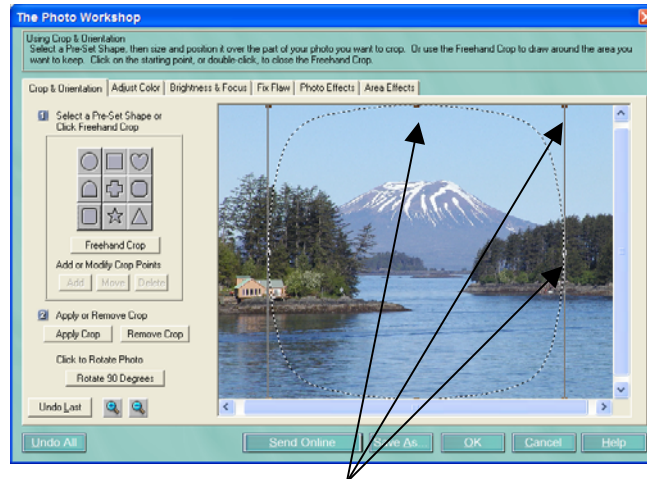 The Photo Workshop
Using Crop & Orientation
Select a Pre-Set Shape, then size and position it over the part of your photo you want to crop. Or use the Freehand Crop to draw around the area you
want to keep. Click on the starting point, or double-click, to close the Freehand Crop.
Crop & Orientation Adjust Color Brightness & Focus Fix Flaw Photo Effects Area Effects
1 Select a Pre-Set Shape or
Click Freehand Crop
Freehand Crop
Add or Modify Crop Points
Add Move Delete
2 Apply or Remove Crop
Apply Crop Remove Crop
Click to Rotate Photo
Rotate 90 Degrees
Undo Last
Undo All Send Online Save As... OK Cancel Help